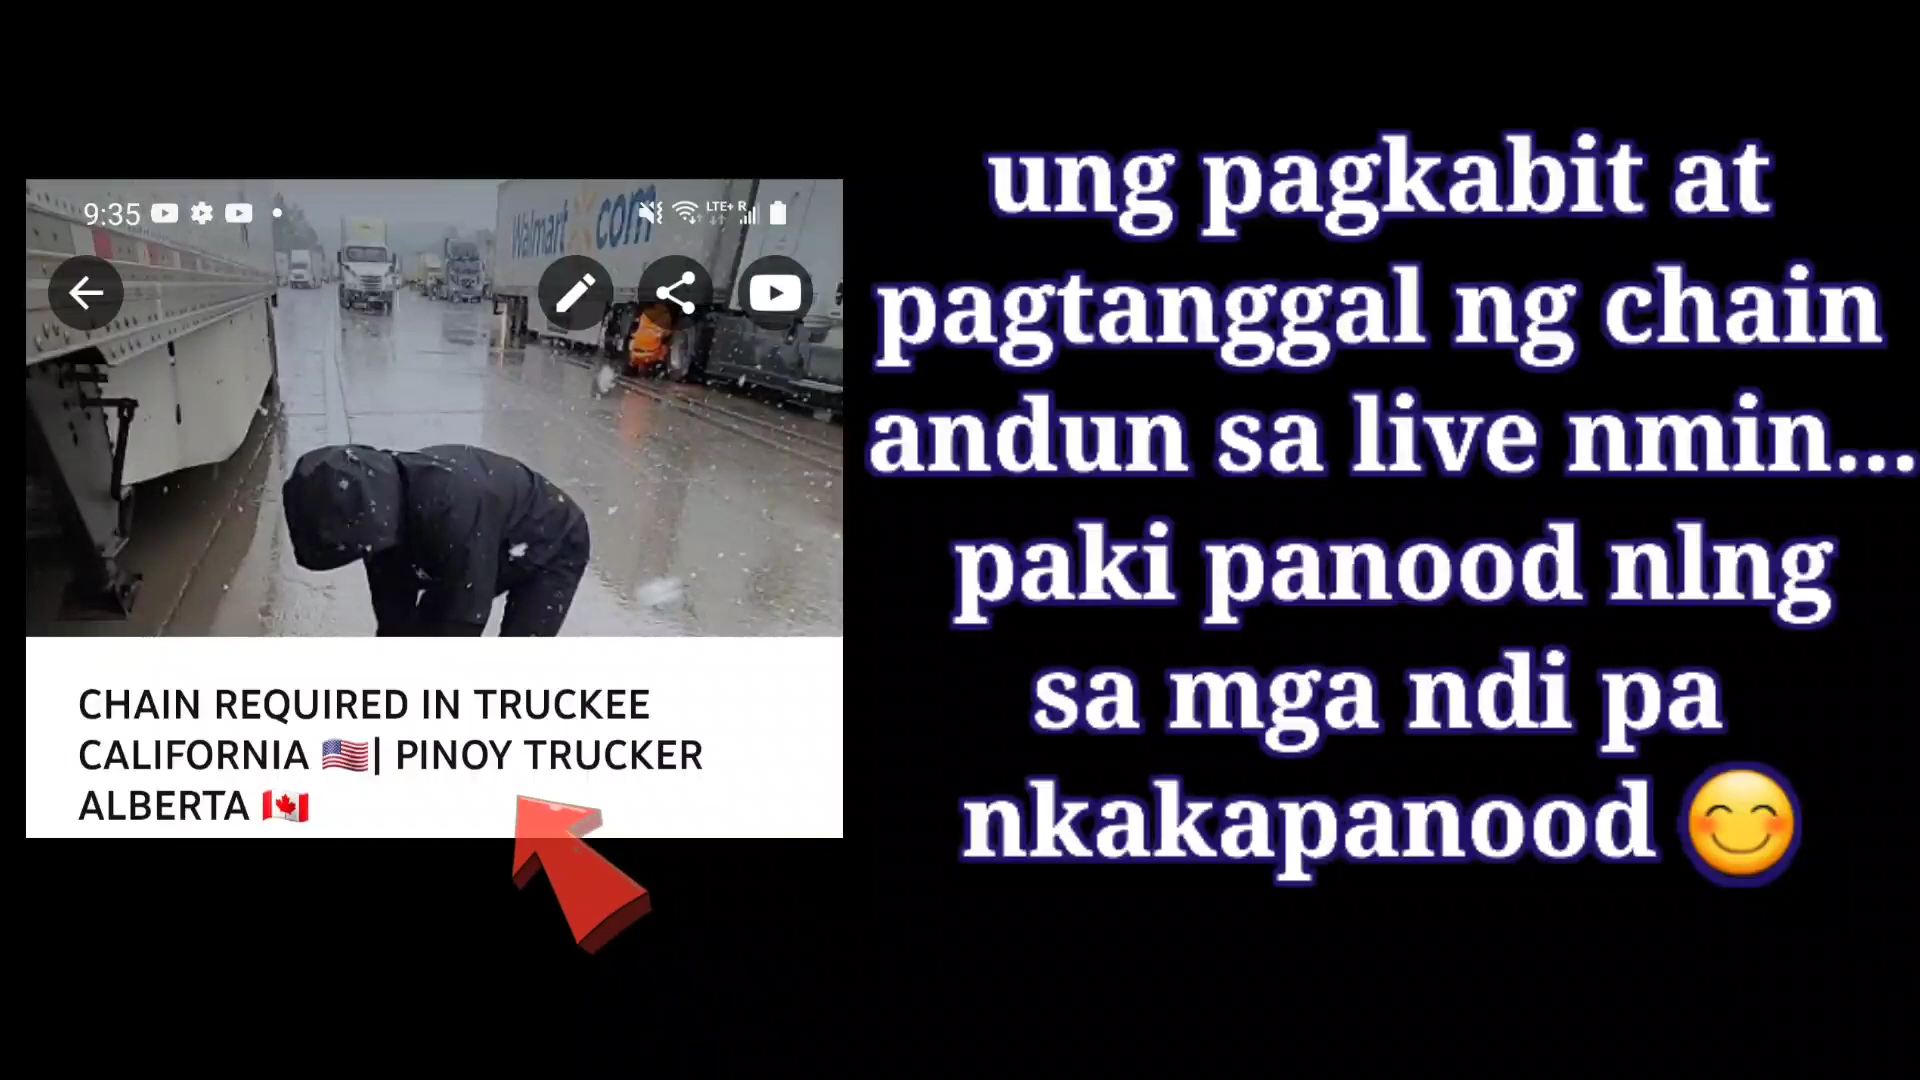 9:35
LTE+ R
Walmart com
CHAIN REQUIRED IN TRUCKEE
CALIFORNIA 🇺🇸| PINOY TRUCKER
ALBERTA 🇨🇦
ung pagkabit at
pagtanggal ng chain
andun sa live nmin...
paki panood nlng
sa mga ndi pa
nkakapanood 😊